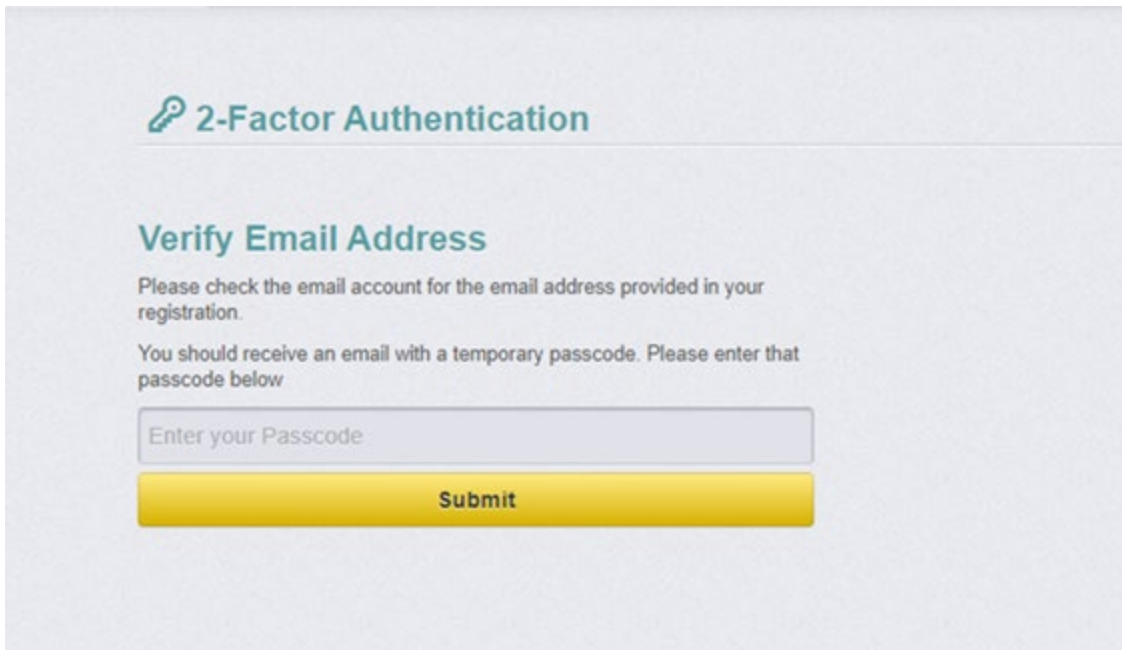 2-Factor Authentication
Verify Email Address
Please check the email account for the email address provided in your
registration.
You should receive an email with a temporary passcode. Please enter that
passcode below
Enter your Passcode
Submit